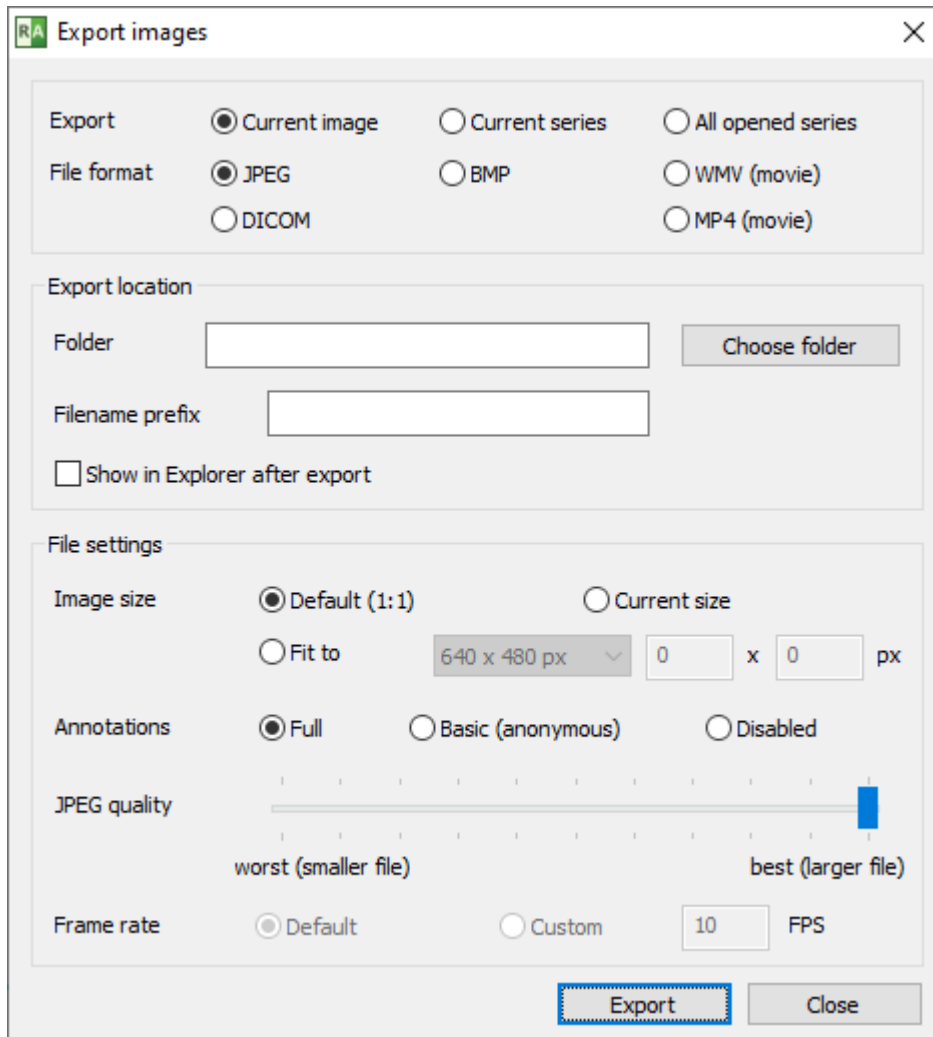 RA Export images
Export Current image Current series All opened series
File format JPEG BMP WMV (movie)
DICOM MP4 (movie)
Export location
Folder Choose folder
Filename prefix
Show in Explorer after export
File settings
Image size Default (1:1) Current size
Fit to 640 x 480 px 0 x 0 px
Annotations Full Basic (anonymous) Disabled
JPEG quality
worst (smaller file) best (larger file)
Frame rate Default Custom 10 FPS
Export Close